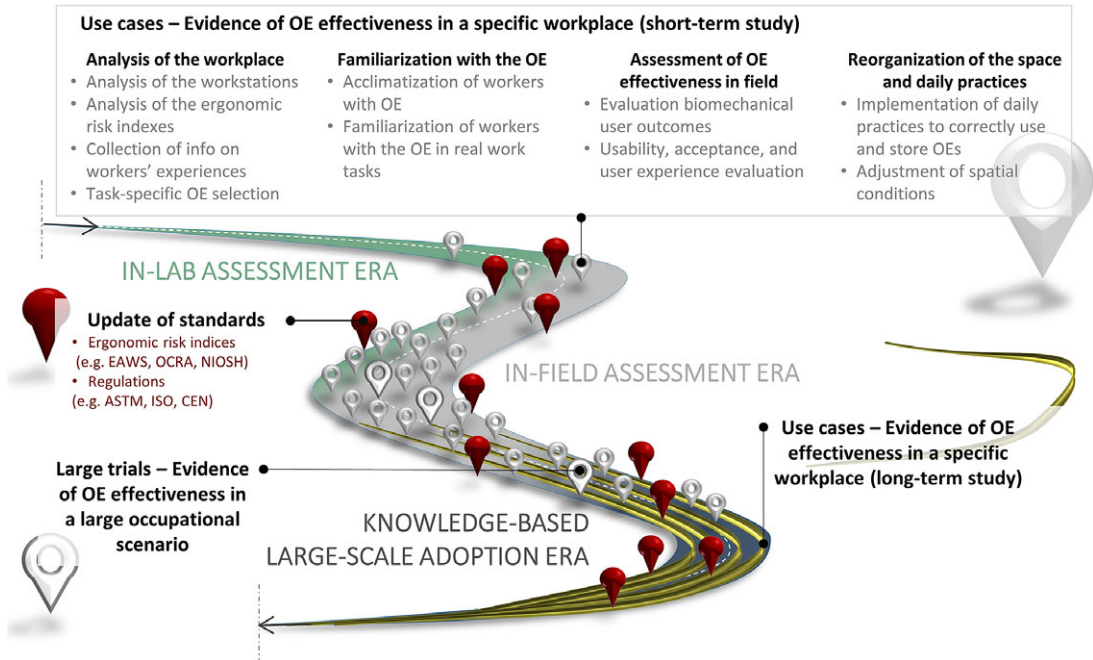 Use cases – Evidence of OE effectiveness in a specific workplace (short-term study)
Analysis of the workplace
• Analysis of the workstations
• Analysis of the ergonomic
risk indexes
• Collection of info on
workers' experiences
• Task-specific OE selection
Familiarization with the OE
• Acclimatization of workers
with OE
• Familiarization of workers
with the OE in real work
tasks
Assessment of OE
effectiveness in field
• Evaluation biomechanical
user outcomes
• Usability, acceptance, and
user experience evaluation
Reorganization of the space
and daily practices
• Implementation of daily
practices to correctly use
and store OEs
• Adjustment of spatial
conditions
IN-LAB ASSESSMENT ERA
Update of standards
• Ergonomic risk indices
(e.g. EAWS, OCRA, NIOSH)
• Regulations
(e.g. ASTM, ISO, CEN)
IN-FIELD ASSESSMENT ERA
Use cases – Evidence of OE
effectiveness in a specific
workplace (long-term study)
Large trials – Evidence
of OE effectiveness in
a large occupational
scenario
KNOWLEDGE-BASED
LARGE-SCALE ADOPTION ERA